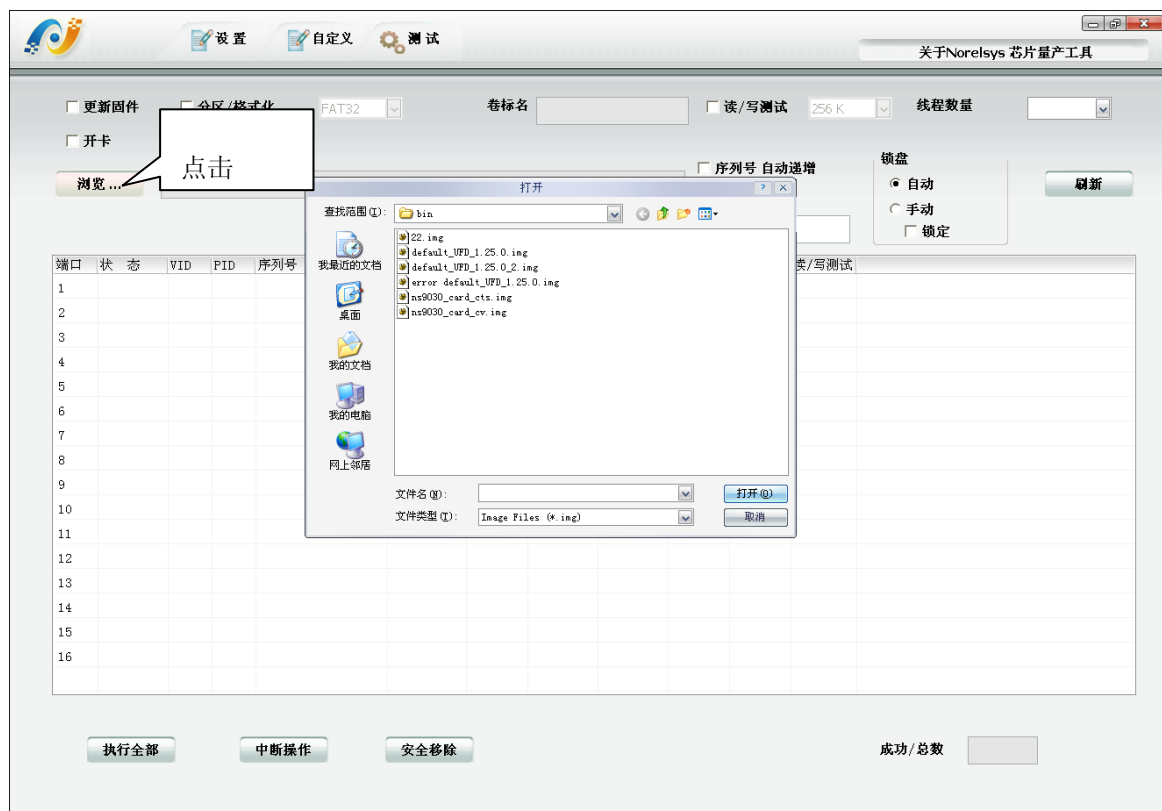 设 置
自定义
测 试
关于Norelsys 芯片量产工具
更新固件
分区/格式化
FAT32
卷标名
读/写测试
256 K
线程数量
开卡
点击
浏览 ...
序列号 自动递增
锁盘
自动
手动
锁定
刷新
打开
查找范围(I):
bin
22.img
default_UFD_1.25.0.img
default_UFD_1.25.0_2.img
error default_UFD_1.25.0.img
ns9030_card_cts.img
ns9030_card_cv.img
我最近的文档
桌面
我的文档
我的电脑
网上邻居
文件名(N):
打开(O)
文件类型(T):
Image Files (*.img)
取消
端口 状 态 VID PID 序列号 读/写测试
1
2
3
4
5
6
7
8
9
10
11
12
13
14
15
16
执行全部
中断操作
安全移除
成功/总数